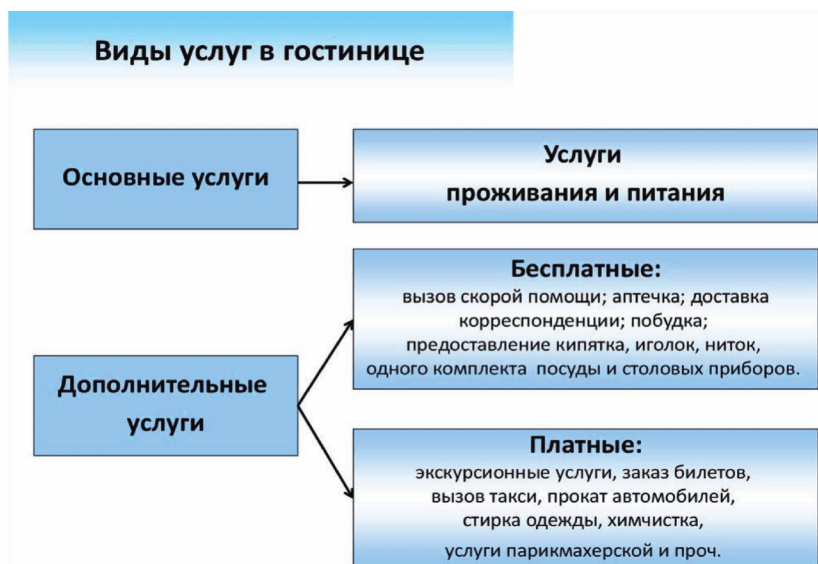 Виды услуг в гостинице
Основные услуги
Услуги
проживания и питания
Дополнительные
услуги
Бесплатные:
вызов скорой помощи; аптечка; доставка
корреспонденции; побудка;
предоставление кипятка, иголок, ниток,
одного комплекта посуды и столовых приборов.
Платные:
экскурсионные услуги, заказ билетов,
вызов такси, прокат автомобилей,
стирка одежды, химчистка,
услуги парикмахерской и проч.